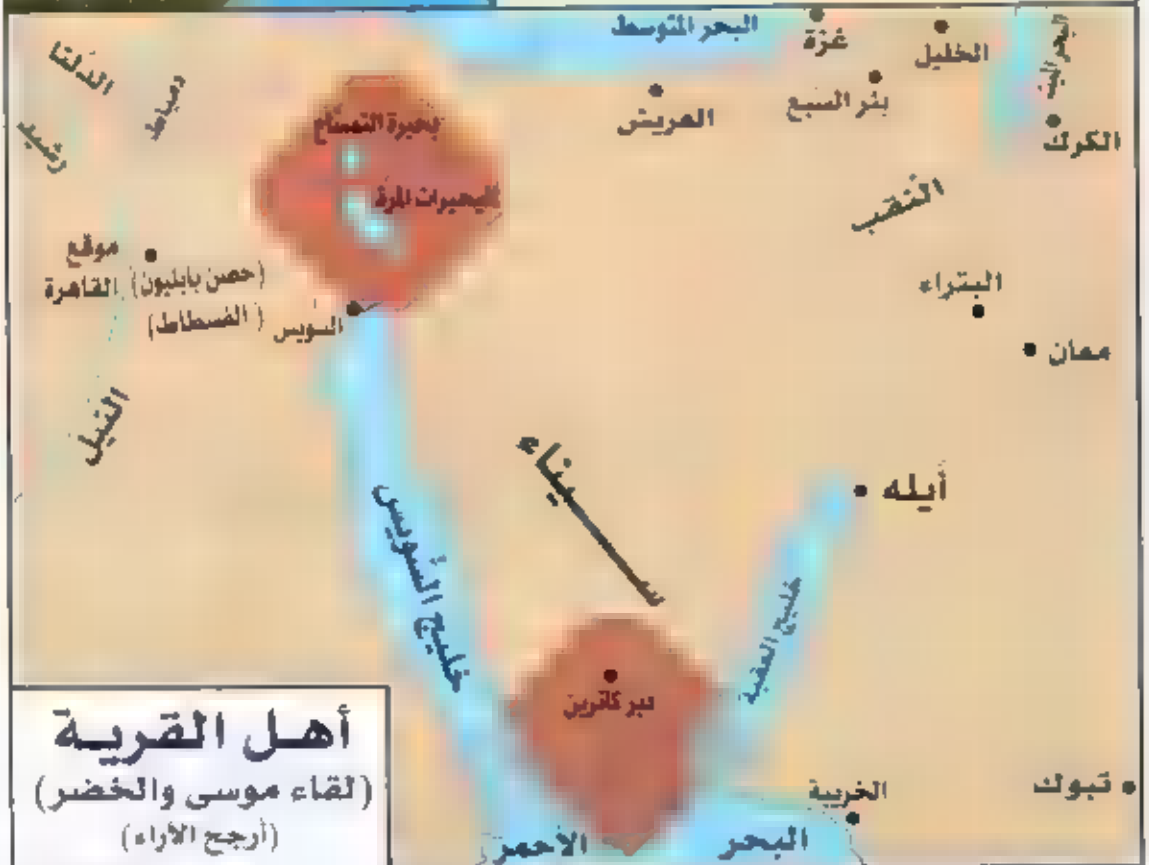 البحر المتوسط
غزة
الخليل
البحر الميت
الدلتا
دمياط
رشيد
بئر السبع
العريش
الكرك
بحيرة التمساح
البحيرات المرة
النقب
موقع
القاهرة
(حصن بابليون)
(الفسطاط)
السويس
البتراء
معان
النيل
سيناء
أيله
خليج السويس
خليج العقبة
دير كاترين
الخريبة
تبوك
البحر
الأحمر
أهل القرية
(لقاء موسى والخضر)
(أرجح الآراء)